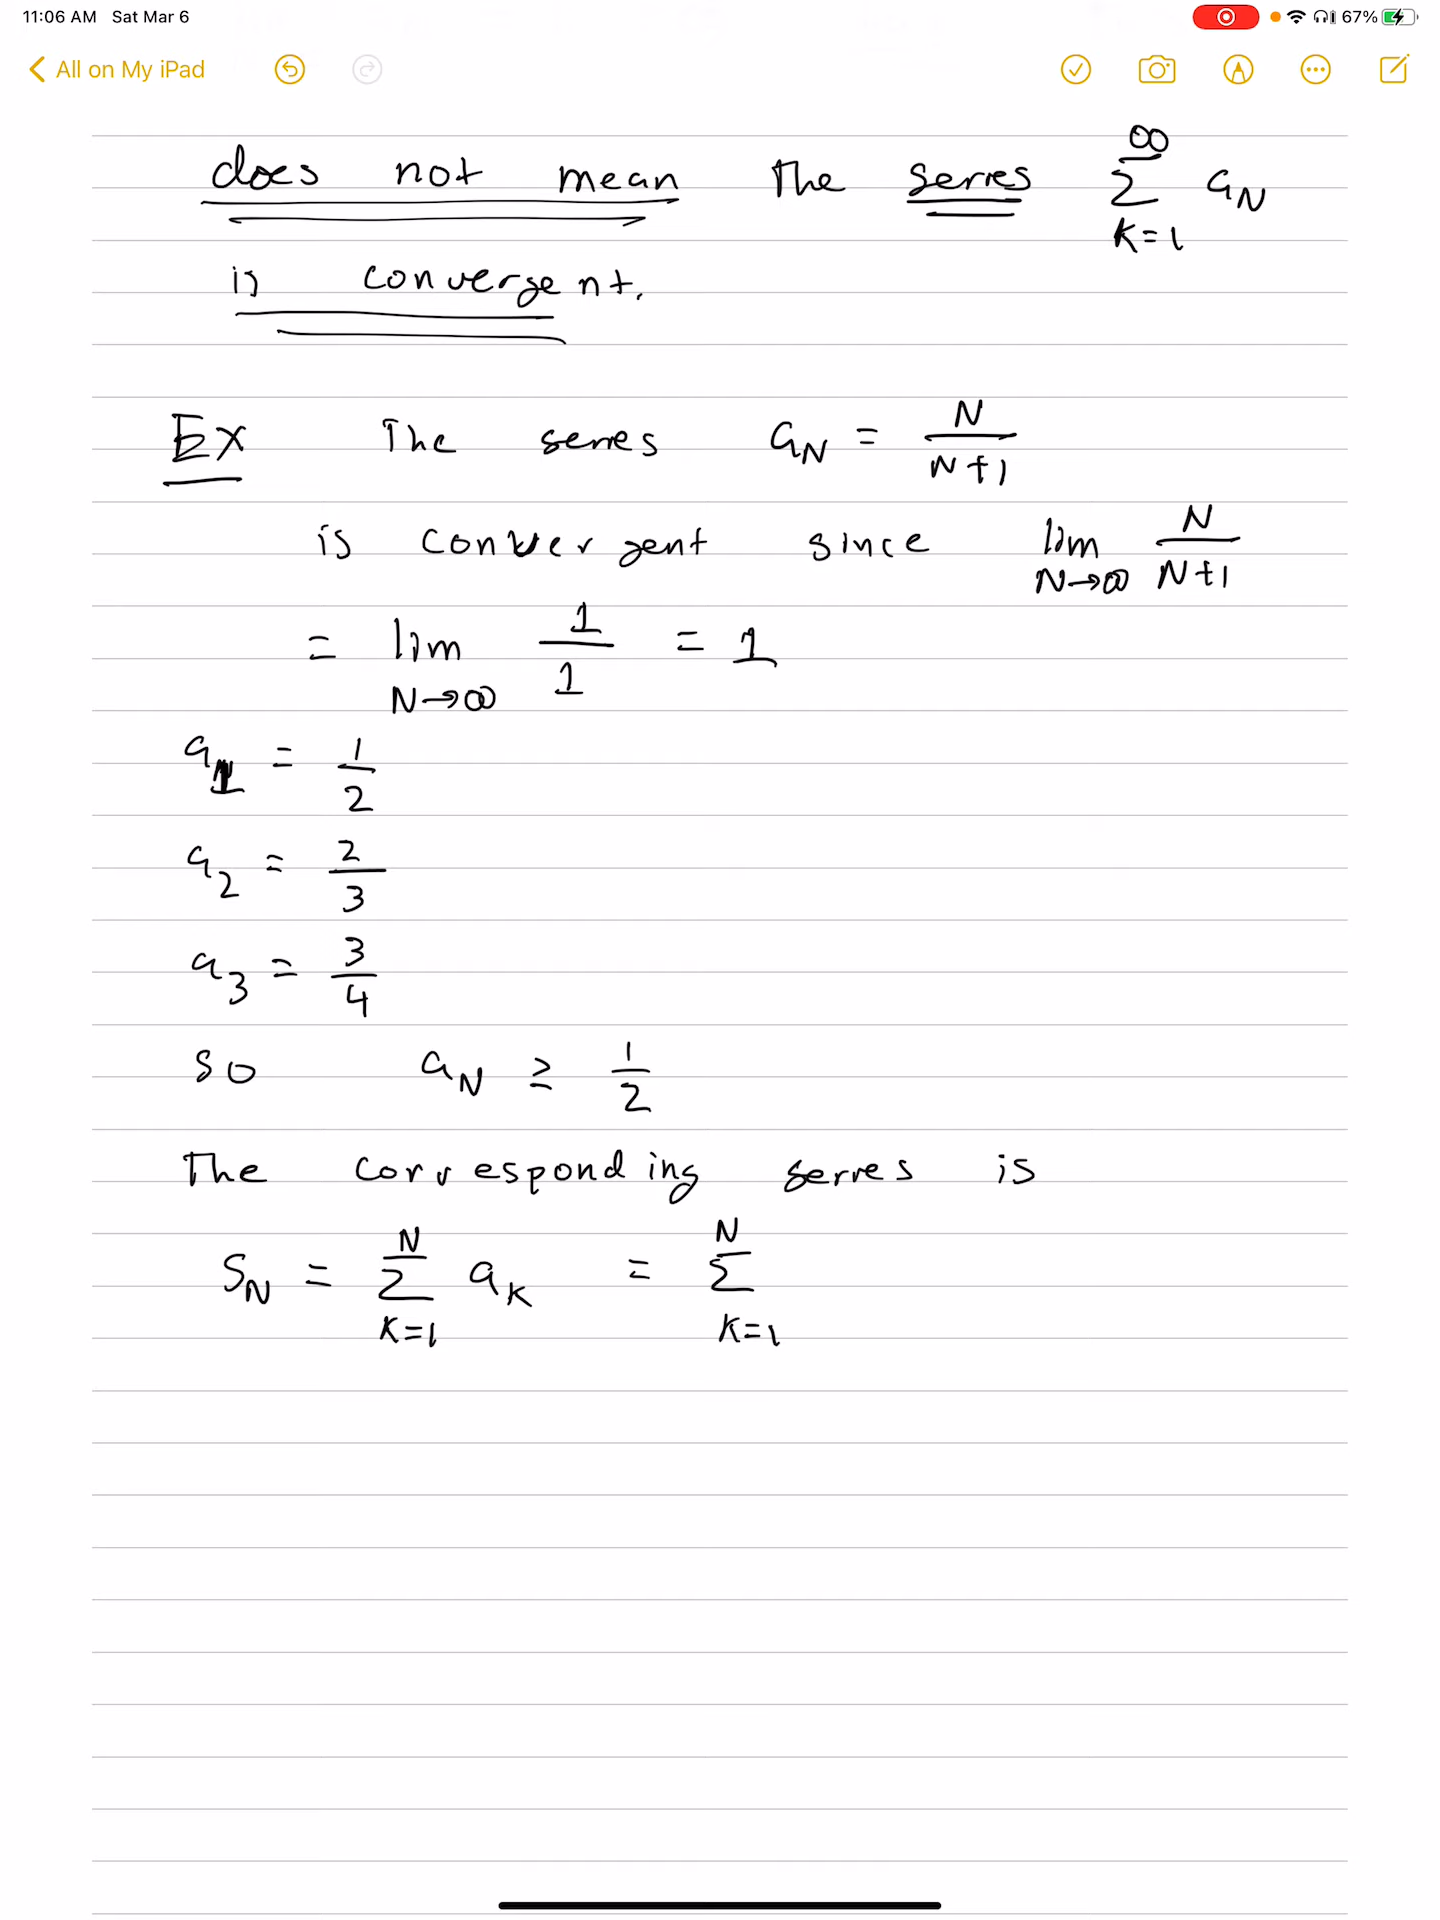 11:06 AM Sat Mar 6 67%
All on My iPad
does not mean the series ∞ Σ K=1 a_N
is convergent.
Ex The series a_N = N/(N+1)
is convergent since lim N→∞ N/(N+1)
= lim N→∞ 1/1 = 1
a_1 = 1/2
a_2 = 2/3
a_3 = 3/4
so a_N ≥ 1/2
The corresponding series is
S_N = N Σ K=1 a_K = N Σ K=1